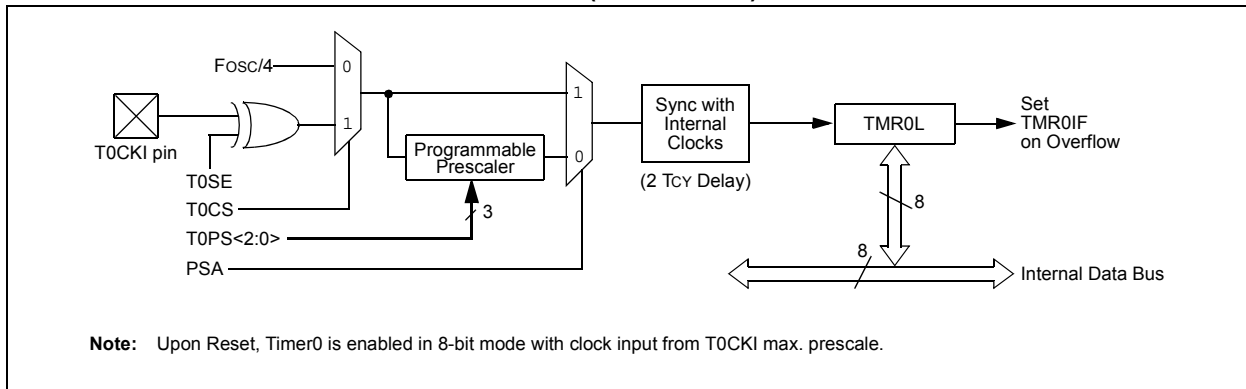 FOSC/4
0
1
T0CKI pin
T0SE
T0CS
T0PS<2:0>
PSA
Programmable
Prescaler
3
1
0
Sync with
Internal
Clocks
(2 TCY Delay)
TMR0L
Set
TMR0IF
on Overflow
8
8
Internal Data Bus
Note: Upon Reset, Timer0 is enabled in 8-bit mode with clock input from T0CKI max. prescale.